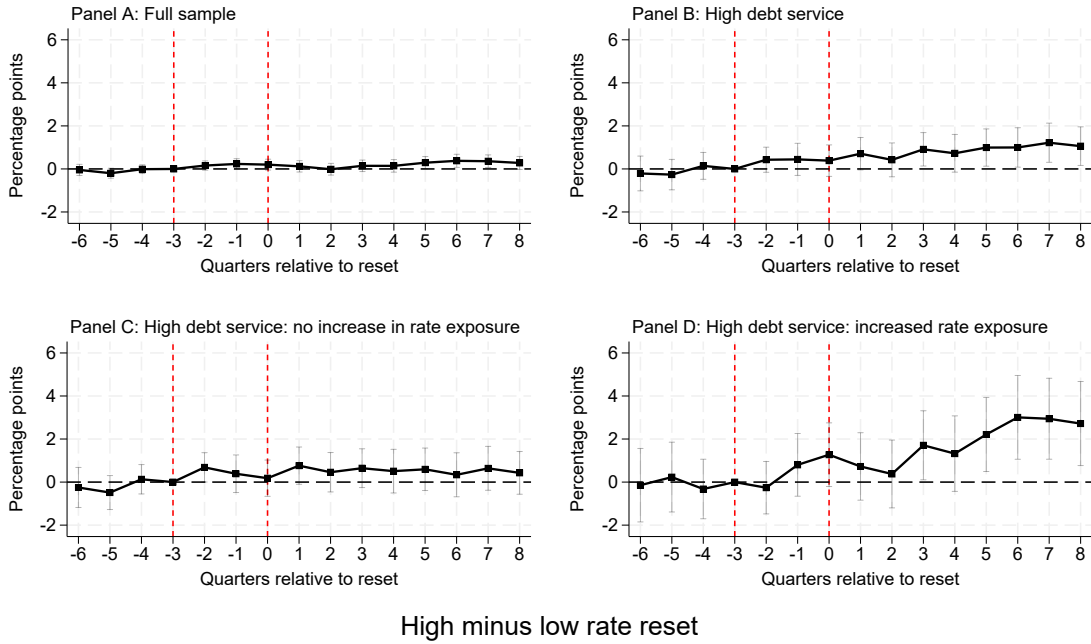 Panel A: Full sample
Percentage points
6
4
2
0
-2
-6 -5 -4 -3 -2 -1 0 1 2 3 4 5 6 7 8
Quarters relative to reset
Panel B: High debt service
Percentage points
6
4
2
0
-2
-6 -5 -4 -3 -2 -1 0 1 2 3 4 5 6 7 8
Quarters relative to reset
Panel C: High debt service: no increase in rate exposure
Percentage points
6
4
2
0
-2
-6 -5 -4 -3 -2 -1 0 1 2 3 4 5 6 7 8
Quarters relative to reset
Panel D: High debt service: increased rate exposure
Percentage points
6
4
2
0
-2
-6 -5 -4 -3 -2 -1 0 1 2 3 4 5 6 7 8
Quarters relative to reset
High minus low rate reset